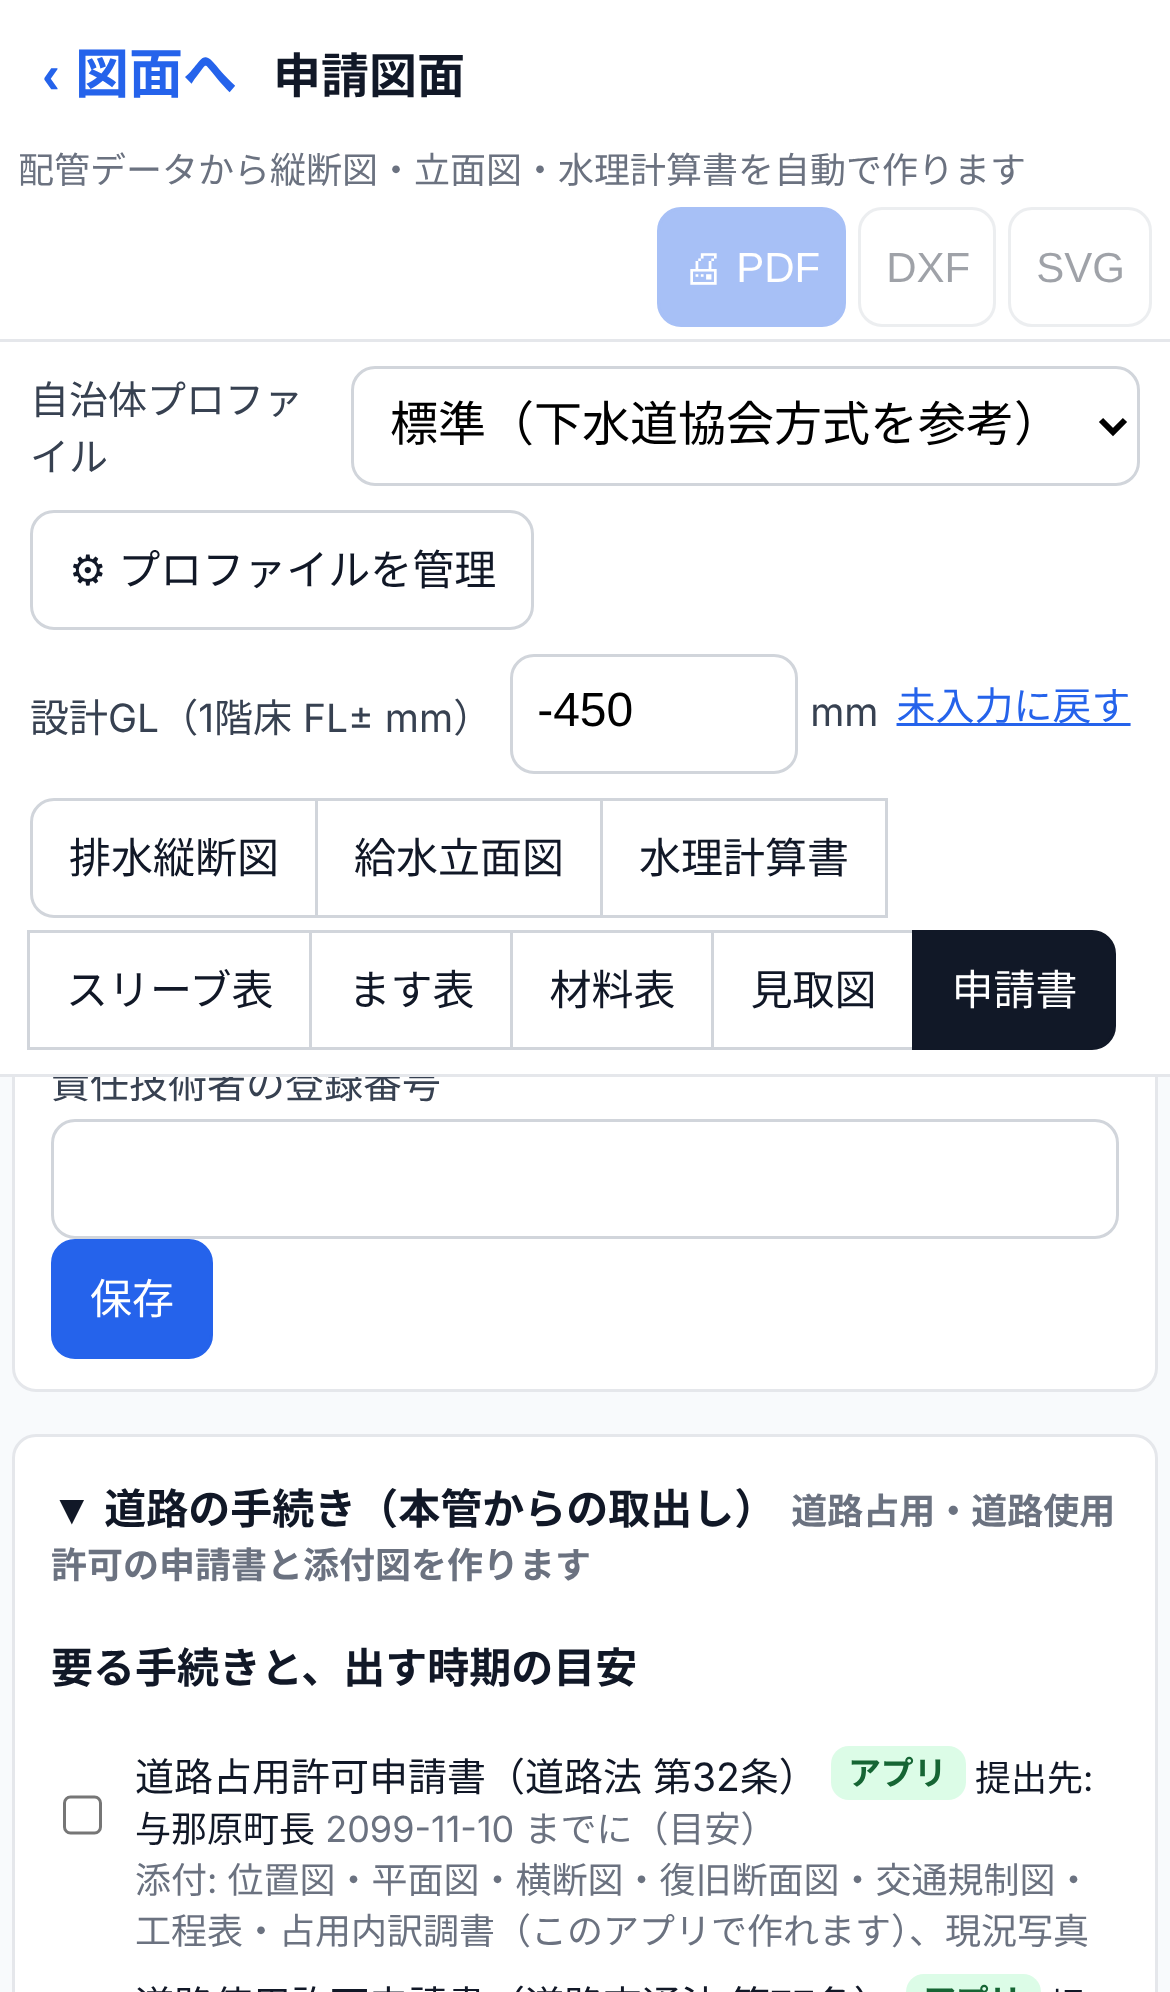 ‹ 図面へ 申請図面
配管データから縦断図・立面図・水理計算書を自動で作ります
PDF DXF SVG
自治体プロファ
イル
標準（下水道協会方式を参考）
⚙ プロファイルを管理
設計GL（1階床 FL± mm） -450 mm 未入力に戻す
排水縦断図 給水立面図 水理計算書
スリーブ表 ます表 材料表 見取図 申請書
責任技術者の登録番号
保存
▼ 道路の手続き（本管からの取出し） 道路占用・道路使用
許可の申請書と添付図を作ります
要る手続きと、出す時期の目安
道路占用許可申請書（道路法 第32条） アプリ 提出先:
与那原町長 2099-11-10 までに（目安）
添付: 位置図・平面図・横断図・復旧断面図・交通規制図・
工程表・占用内訳調書（このアプリで作れます）、現況写真